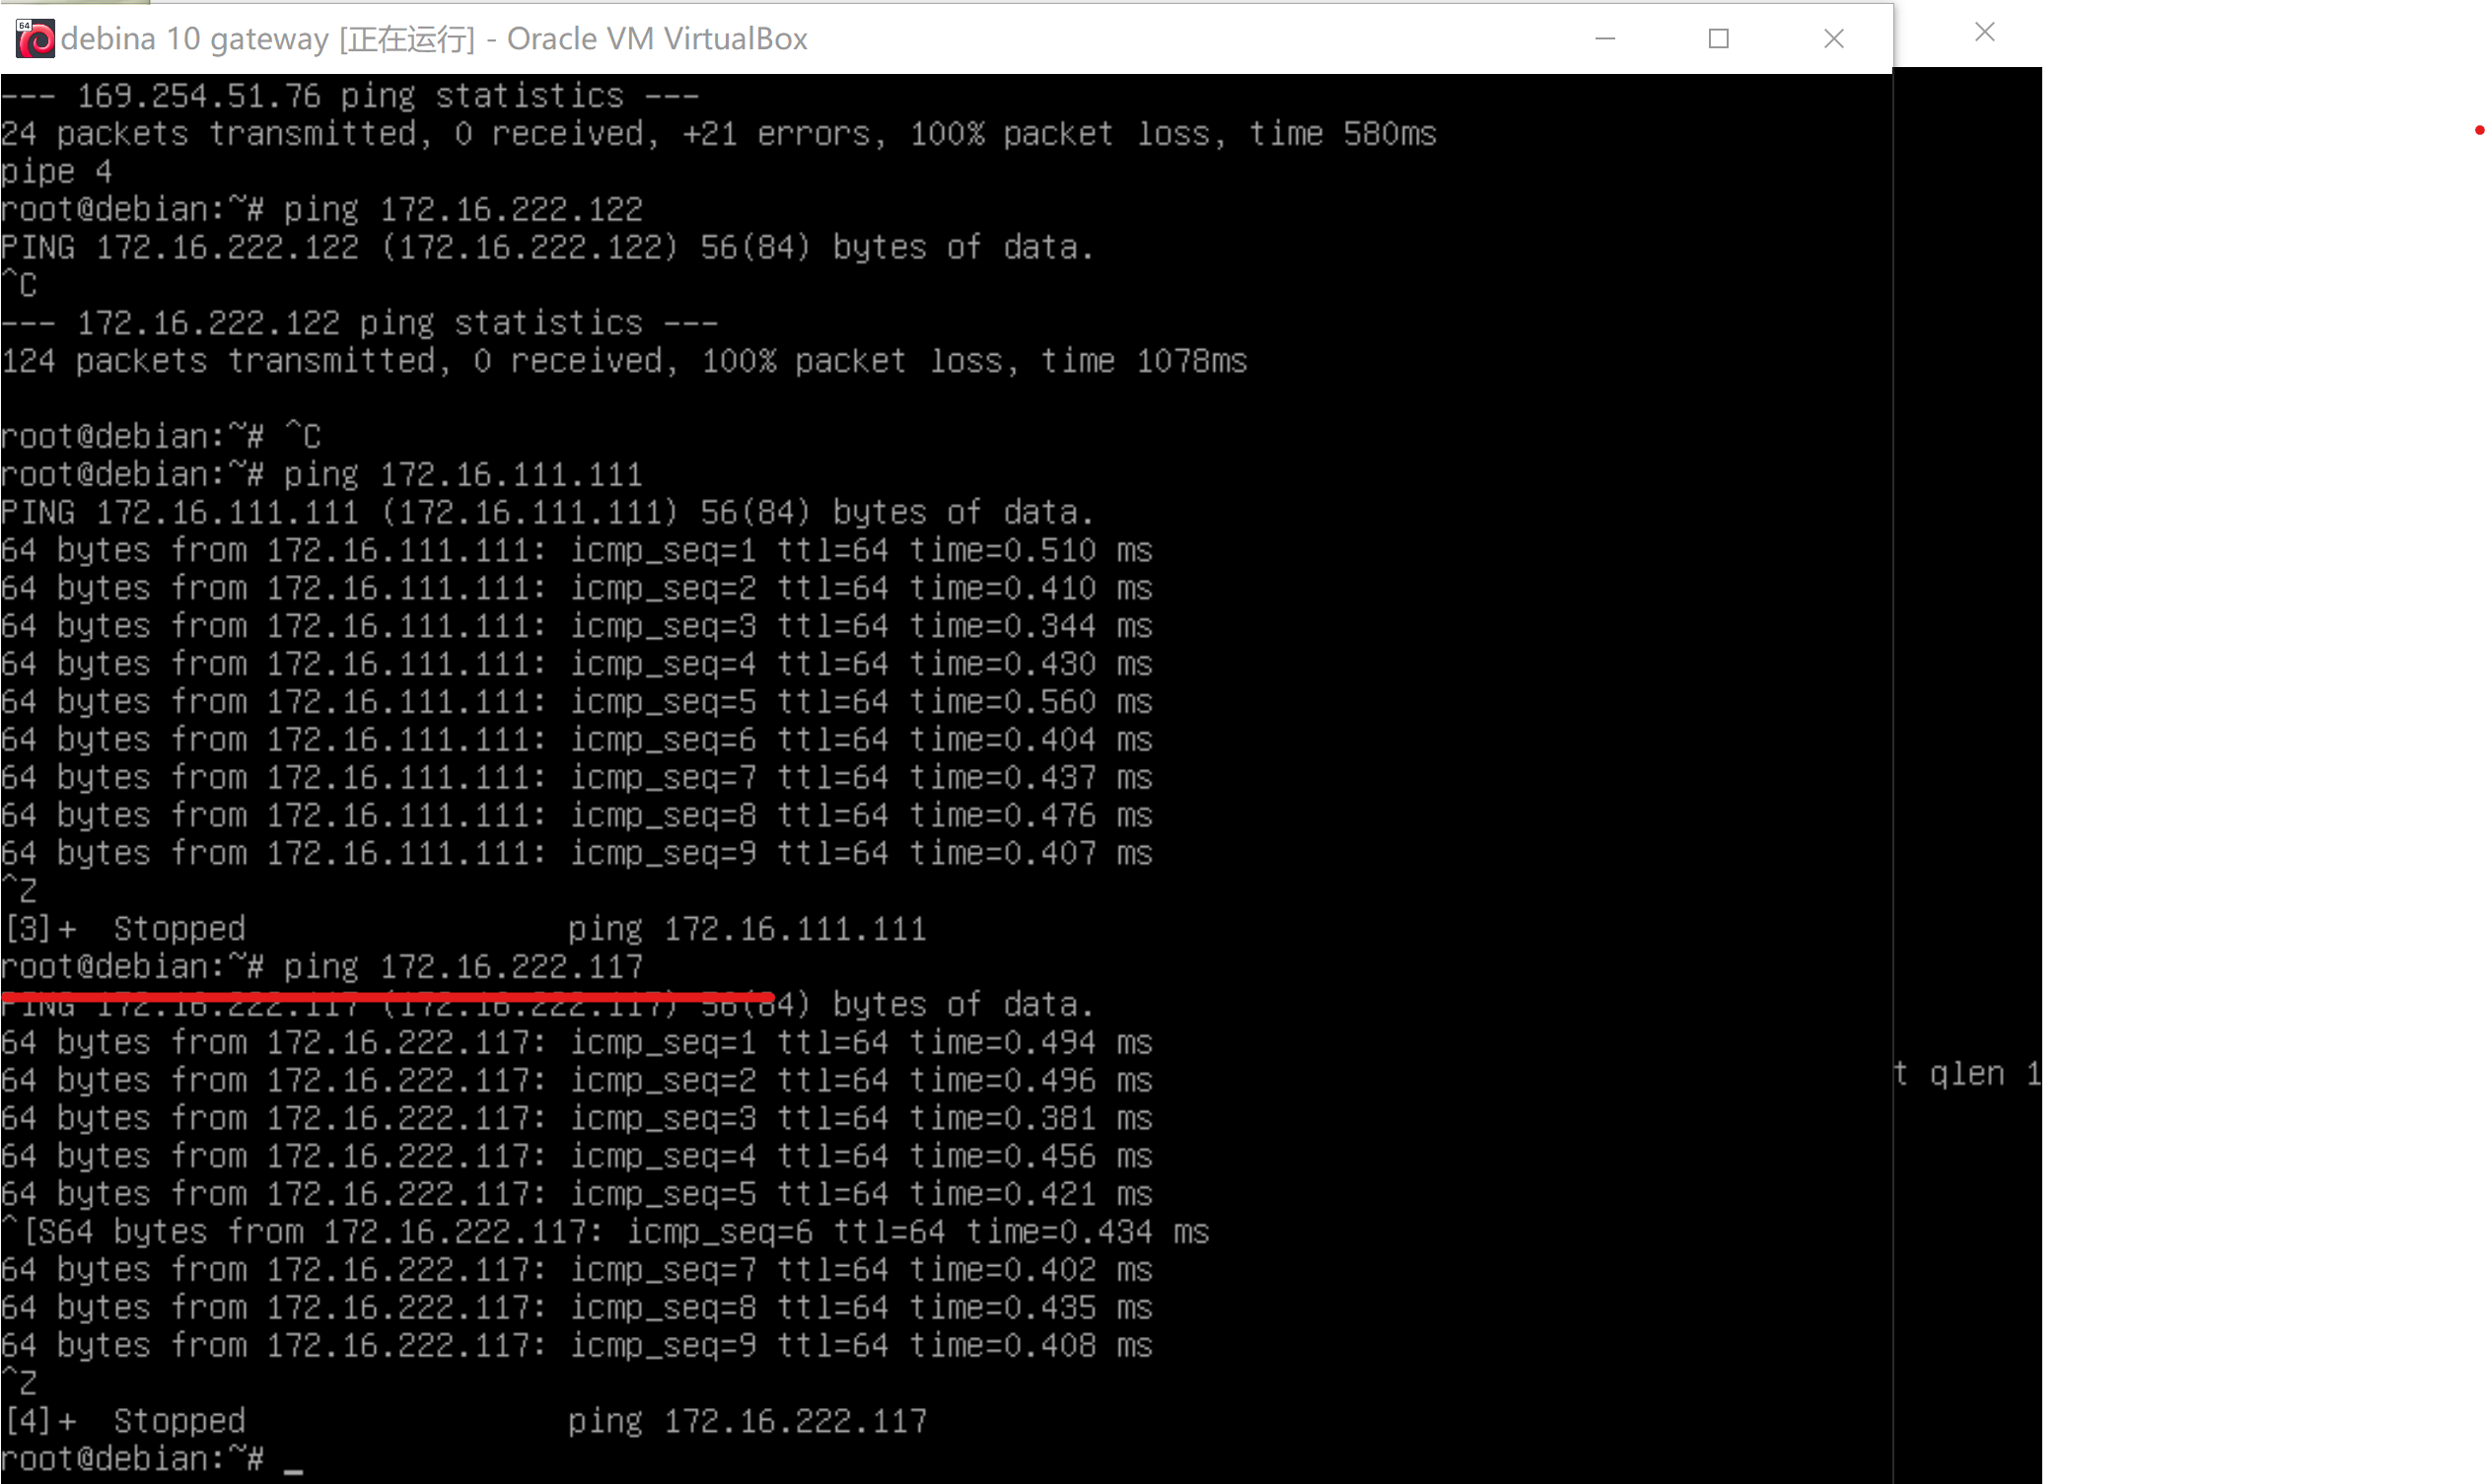 64
debina 10 gateway [正在运行] - Oracle VM VirtualBox
--- 169.254.51.76 ping statistics ---
24 packets transmitted, 0 received, +21 errors, 100% packet loss, time 580ms
pipe 4
root@debian:~# ping 172.16.222.122
PING 172.16.222.122 (172.16.222.122) 56(84) bytes of data.
^C
--- 172.16.222.122 ping statistics ---
124 packets transmitted, 0 received, 100% packet loss, time 1078ms
root@debian:~# ^C
root@debian:~# ping 172.16.111.111
PING 172.16.111.111 (172.16.111.111) 56(84) bytes of data.
64 bytes from 172.16.111.111: icmp_seq=1 ttl=64 time=0.510 ms
64 bytes from 172.16.111.111: icmp_seq=2 ttl=64 time=0.410 ms
64 bytes from 172.16.111.111: icmp_seq=3 ttl=64 time=0.344 ms
64 bytes from 172.16.111.111: icmp_seq=4 ttl=64 time=0.430 ms
64 bytes from 172.16.111.111: icmp_seq=5 ttl=64 time=0.560 ms
64 bytes from 172.16.111.111: icmp_seq=6 ttl=64 time=0.404 ms
64 bytes from 172.16.111.111: icmp_seq=7 ttl=64 time=0.437 ms
64 bytes from 172.16.111.111: icmp_seq=8 ttl=64 time=0.476 ms
64 bytes from 172.16.111.111: icmp_seq=9 ttl=64 time=0.407 ms
^Z
[3]+  Stopped                 ping 172.16.111.111
root@debian:~# ping 172.16.222.117
PING 172.16.222.117 (172.16.222.117) 56(84) bytes of data.
64 bytes from 172.16.222.117: icmp_seq=1 ttl=64 time=0.494 ms
64 bytes from 172.16.222.117: icmp_seq=2 ttl=64 time=0.496 ms
64 bytes from 172.16.222.117: icmp_seq=3 ttl=64 time=0.381 ms
64 bytes from 172.16.222.117: icmp_seq=4 ttl=64 time=0.456 ms
64 bytes from 172.16.222.117: icmp_seq=5 ttl=64 time=0.421 ms
^[S64 bytes from 172.16.222.117: icmp_seq=6 ttl=64 time=0.434 ms
64 bytes from 172.16.222.117: icmp_seq=7 ttl=64 time=0.402 ms
64 bytes from 172.16.222.117: icmp_seq=8 ttl=64 time=0.435 ms
64 bytes from 172.16.222.117: icmp_seq=9 ttl=64 time=0.408 ms
^Z
[4]+  Stopped                 ping 172.16.222.117
root@debian:~# _
t qlen 1